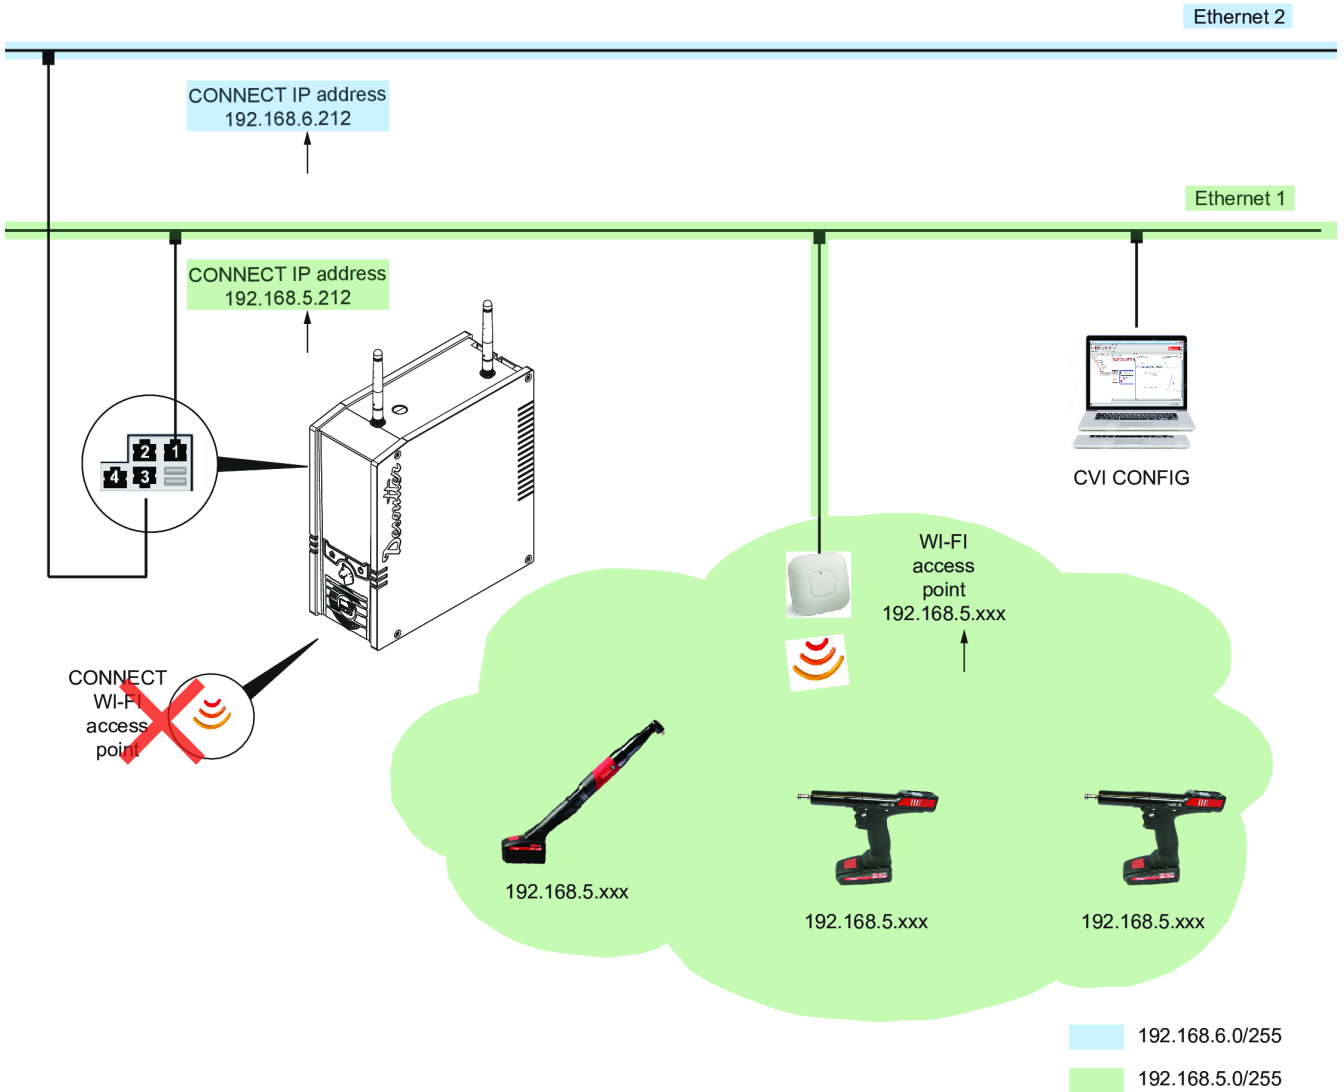 Ethernet 2
CONNECT IP address
192.168.6.212
Ethernet 1
CONNECT IP address
192.168.5.212
2
1
4
3
Desoutter
CVI CONFIG
WI-FI
access
point
192.168.5.xxx
CONNECT
WI-FI
access
point
192.168.5.xxx
192.168.5.xxx
192.168.5.xxx
192.168.6.0/255
192.168.5.0/255